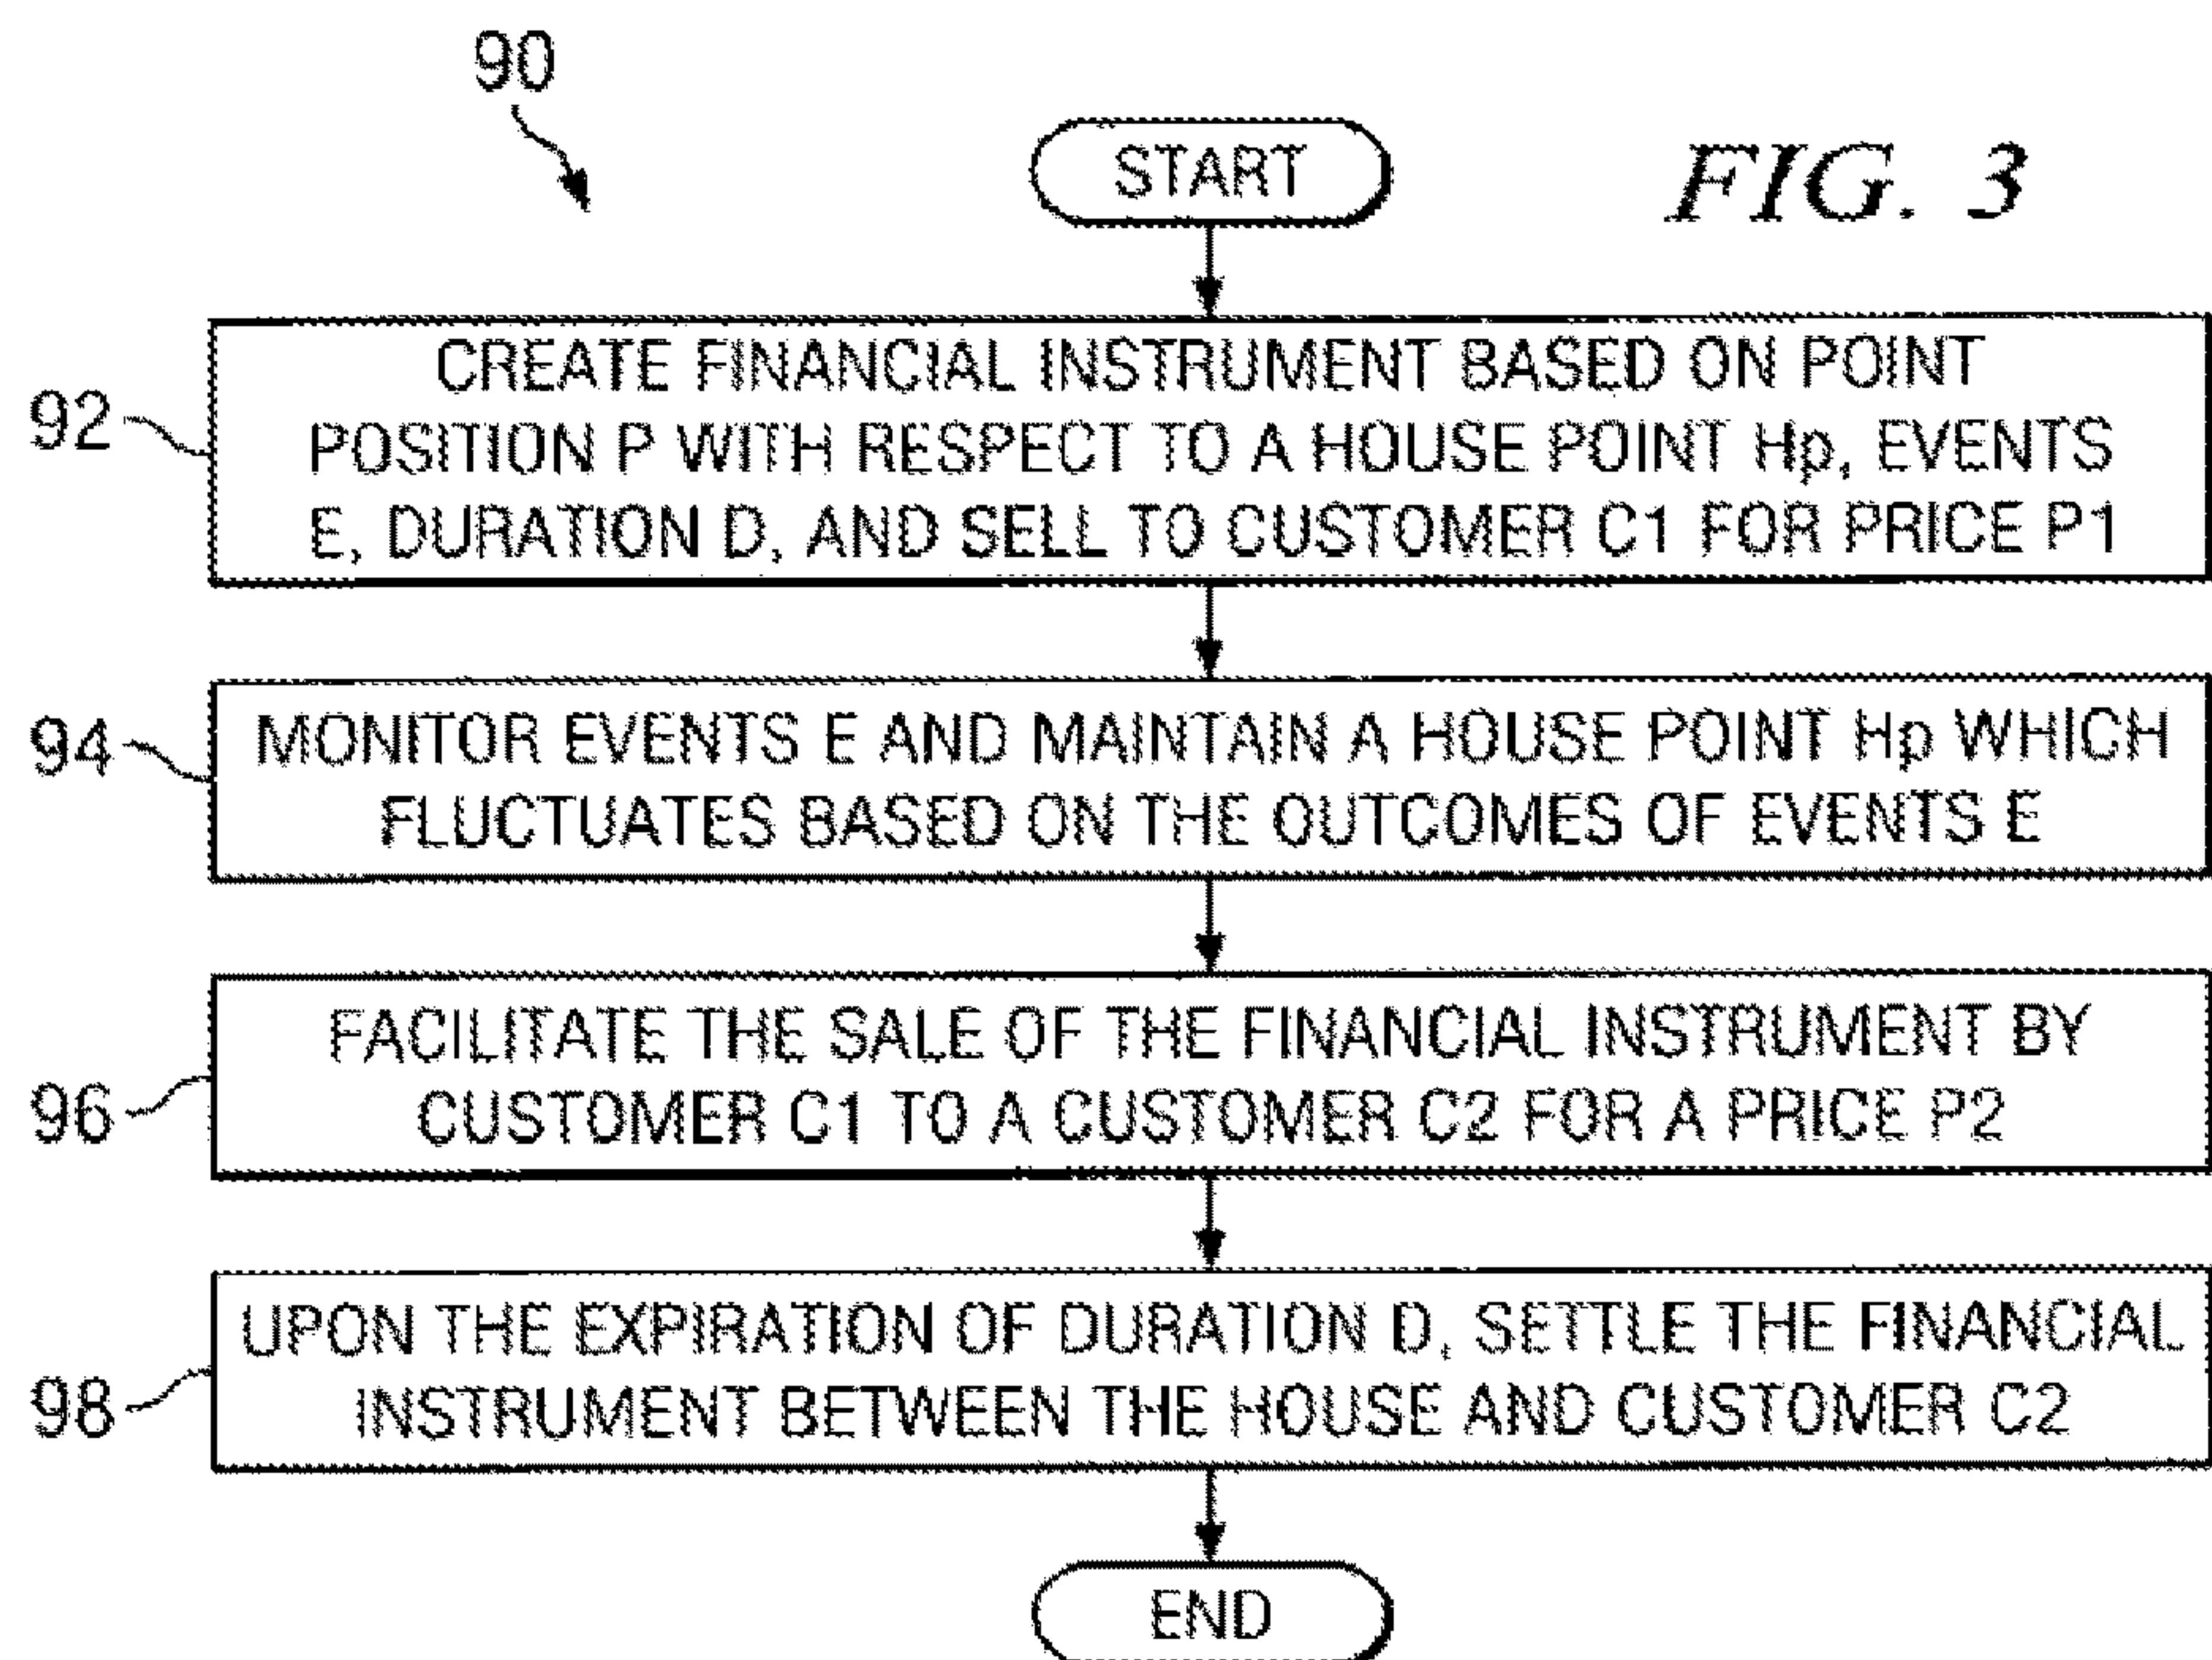 90
START
FIG. 3
92
CREATE FINANCIAL INSTRUMENT BASED ON POINT
POSITION P WITH RESPECT TO A HOUSE POINT Hp, EVENTS
E, DURATION D, AND SELL TO CUSTOMER C1 FOR PRICE P1
94
MONITOR EVENTS E AND MAINTAIN A HOUSE POINT Hp WHICH
FLUCTUATES BASED ON THE OUTCOMES OF EVENTS E
96
FACILITATE THE SALE OF THE FINANCIAL INSTRUMENT BY
CUSTOMER C1 TO A CUSTOMER C2 FOR A PRICE P2
98
UPON THE EXPIRATION OF DURATION D, SETTLE THE FINANCIAL
INSTRUMENT BETWEEN THE HOUSE AND CUSTOMER C2
END